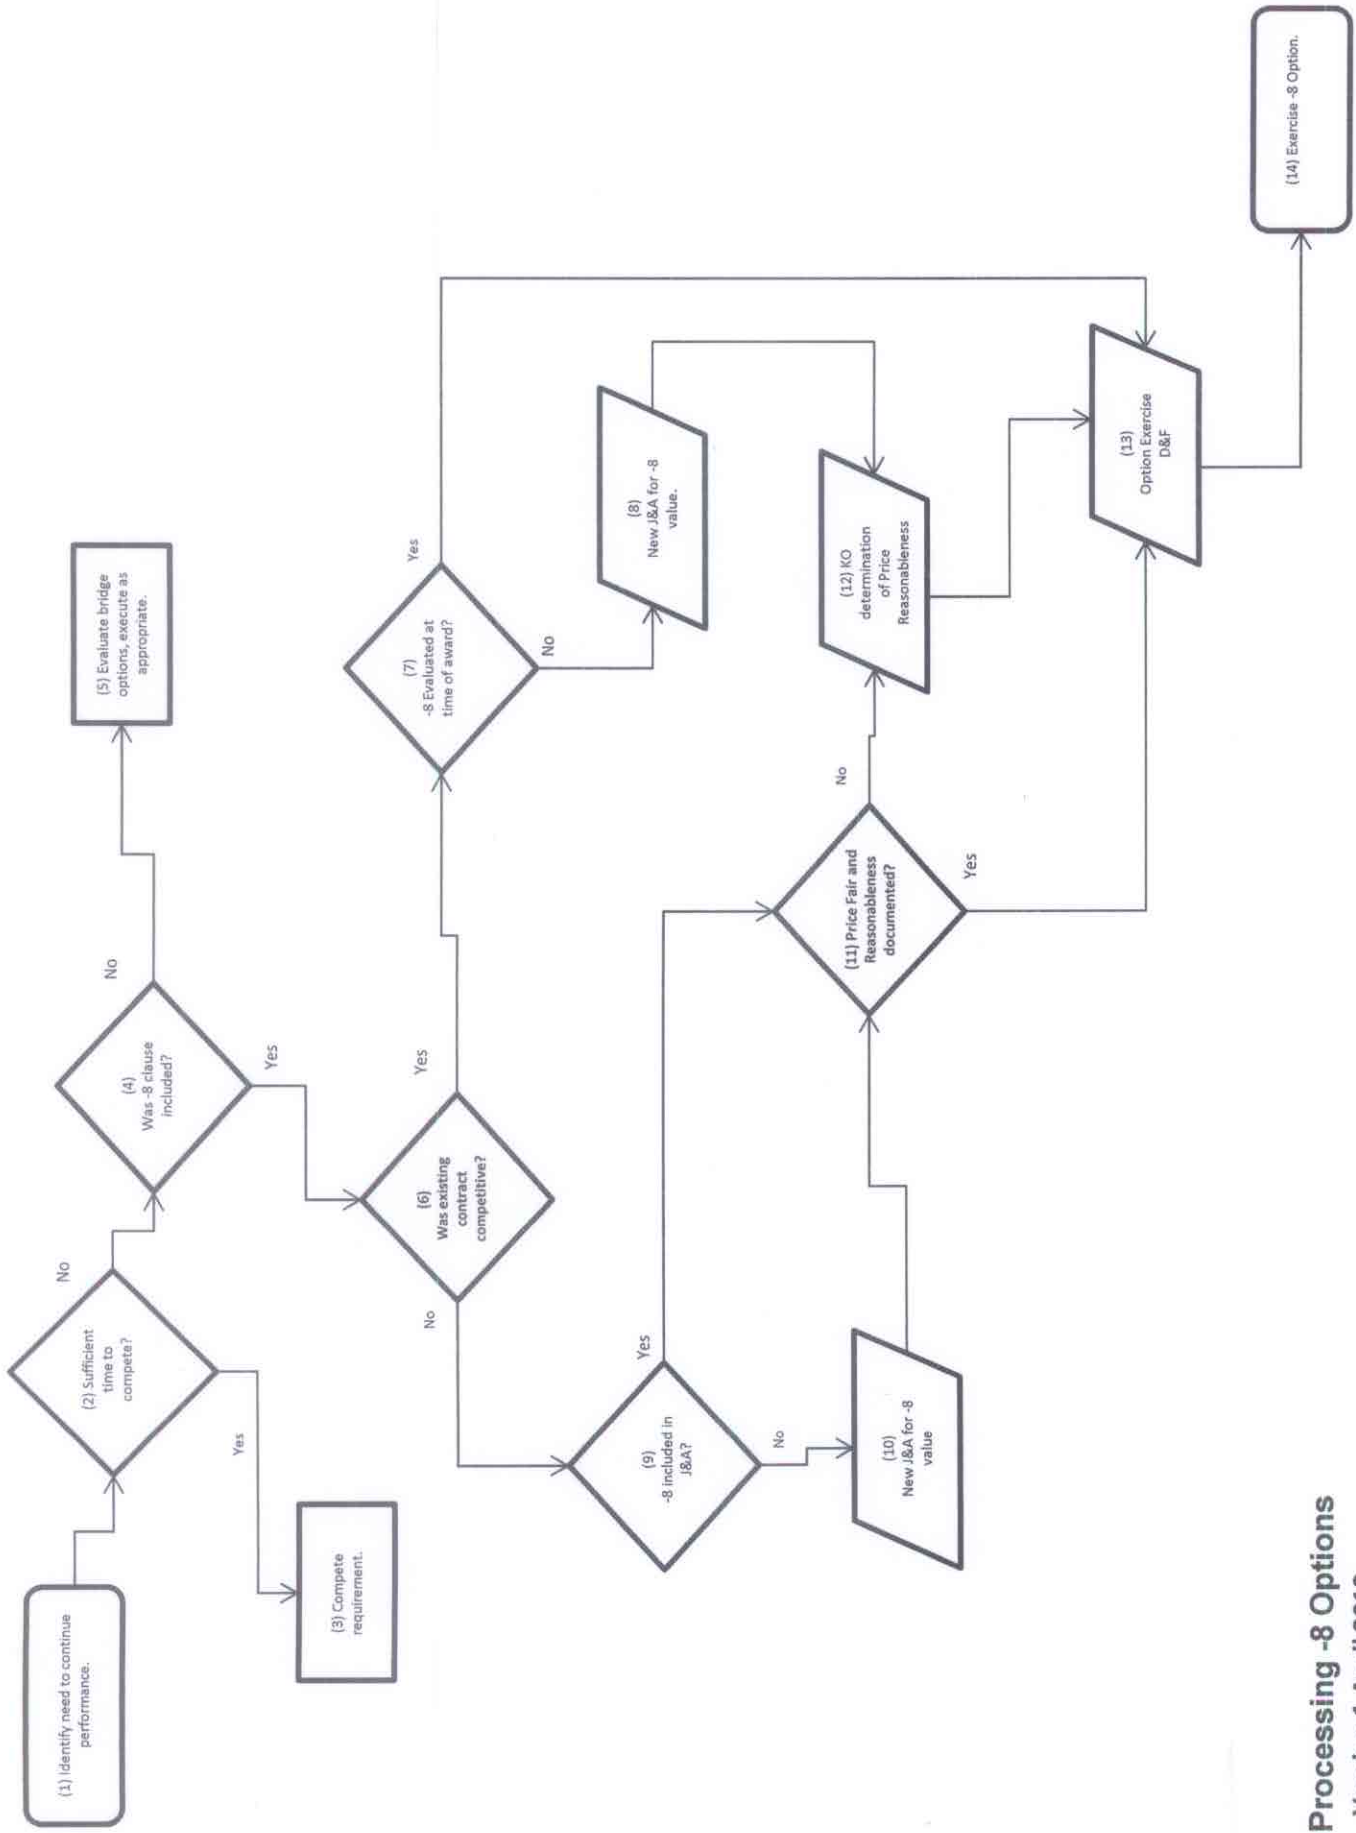 (1) Identify need to continue
performance.
(2) Sufficient
time to
compete?
No
Yes
(3) Compete
requirement.
(4)
Was -8 clause
included?
No
Yes
(5) Evaluate bridge
options, execute as
appropriate.
(6)
Was existing
contract
competitive?
Yes
No
(7)
-8 Evaluated at
time of award?
Yes
No
(8)
New J&A for -8
value.
(9)
-8 included in
J&A?
Yes
No
(10)
New J&A for -8
value
(11) Price Fair and
Reasonableness
documented?
No
Yes
(12) KO
determination
of Price
Reasonableness
(13)
Option Exercise
D&F
(14) Exercise -8 Option.
Processing -8 Options